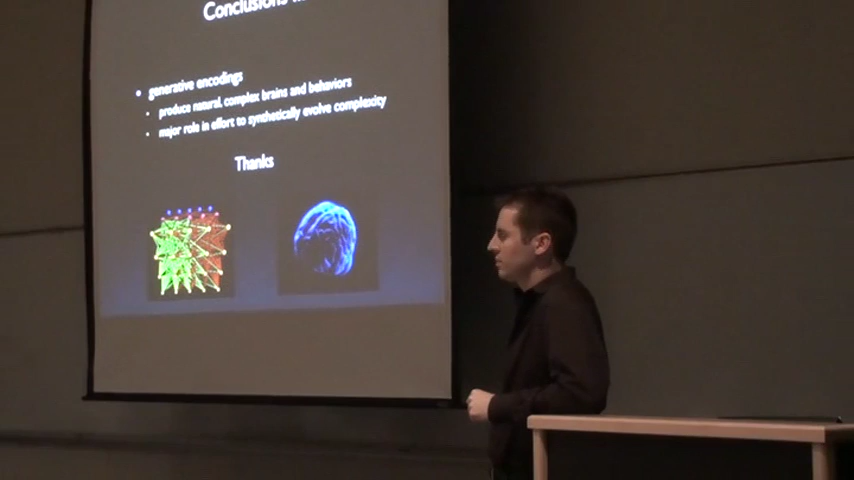 Conclusions
• generative encodings
• produce natural, complex brains and behaviors
• major role in effort to synthetically evolve complexity
Thanks